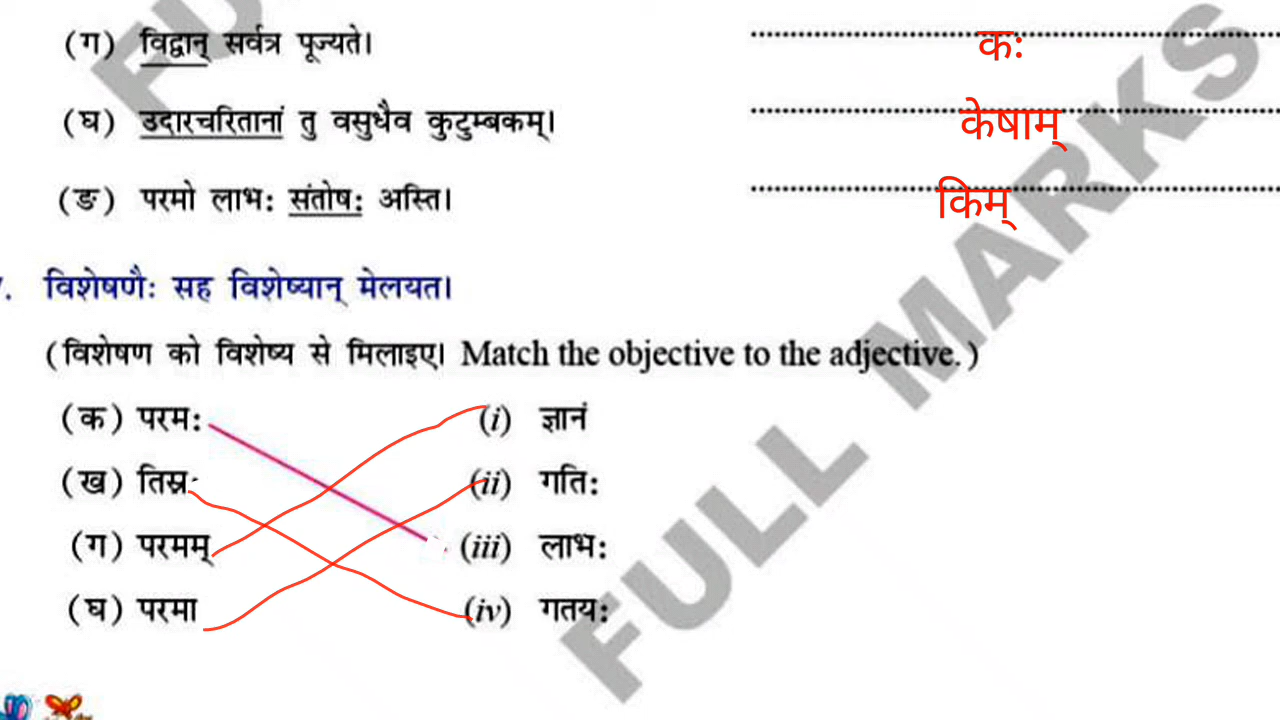 (ग) विद्वान् सर्वत्र पूज्यते। कः
(घ) उदारचरितानां तु वसुधैव कुटुम्बकम्। केषाम्
(ङ) परमो लाभः संतोषः अस्ति। किम्
विशेषणैः सह विशेष्यान् मेलयत।
(विशेषण को विशेष्य से मिलाइए। Match the objective to the adjective.)
(क) परमः (i) ज्ञानं
(ख) तिस्रः (ii) गतिः
(ग) परमम् (iii) लाभः
(घ) परमा (iv) गतयः
FULL MARKS